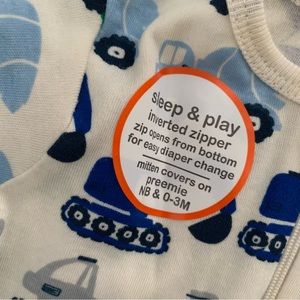 sleep & play
inverted zipper
zip opens from bottom
for easy diaper change
mitten covers on
preemie
NB & 0-3M